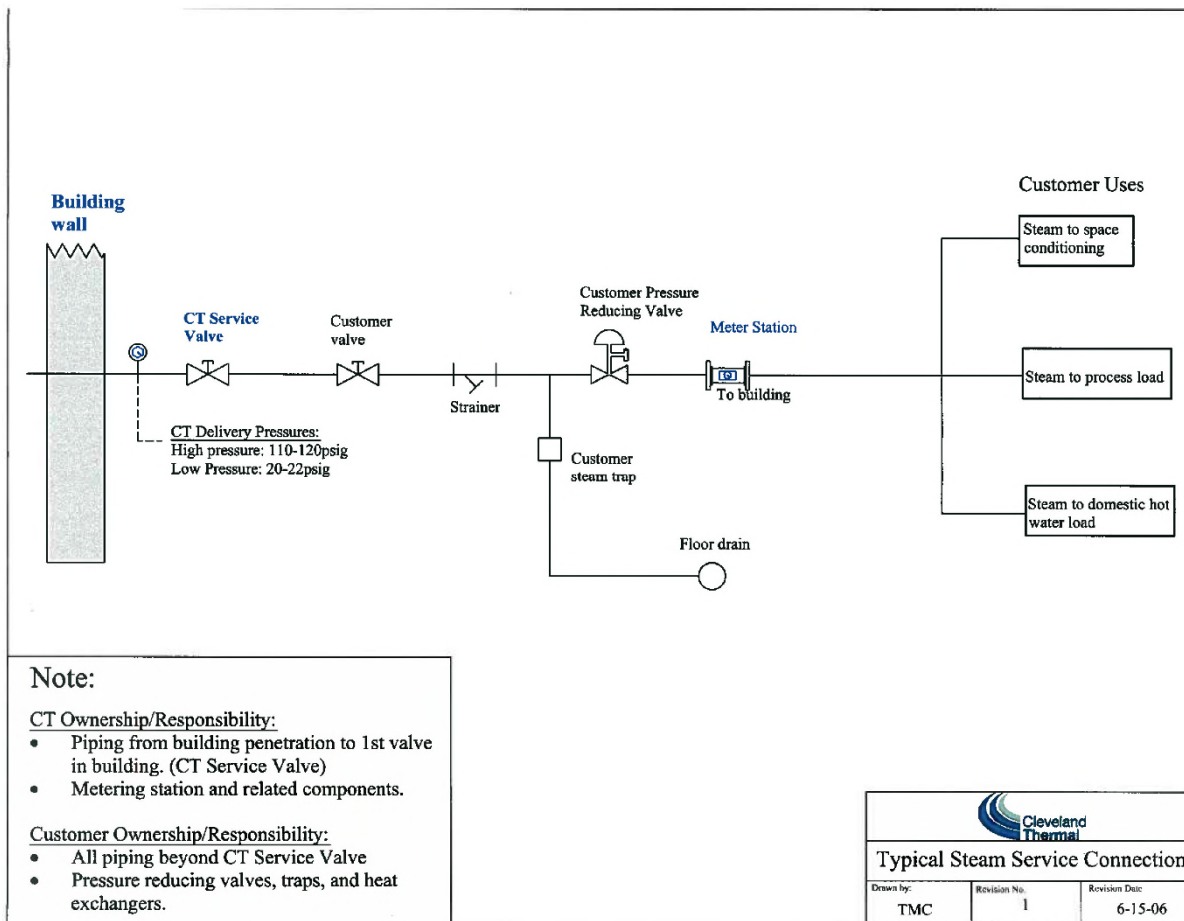 Customer Uses
Building
wall
Steam to space
conditioning
CT Service
Valve
Customer
valve
Customer Pressure
Reducing Valve
Meter Station
Steam to process load
Strainer
To building
CT Delivery Pressures:
High pressure: 110-120psig
Low Pressure: 20-22psig
Customer
steam trap
Steam to domestic hot
water load
Floor drain
Note:
CT Ownership/Responsibility:
• Piping from building penetration to 1st valve
in building. (CT Service Valve)
• Metering station and related components.
Customer Ownership/Responsibility:
• All piping beyond CT Service Valve
• Pressure reducing valves, traps, and heat
exchangers.
Cleveland
Thermal
Typical Steam Service Connection
Drawn by:
TMC
Revision No.
1
Revision Date
6-15-06